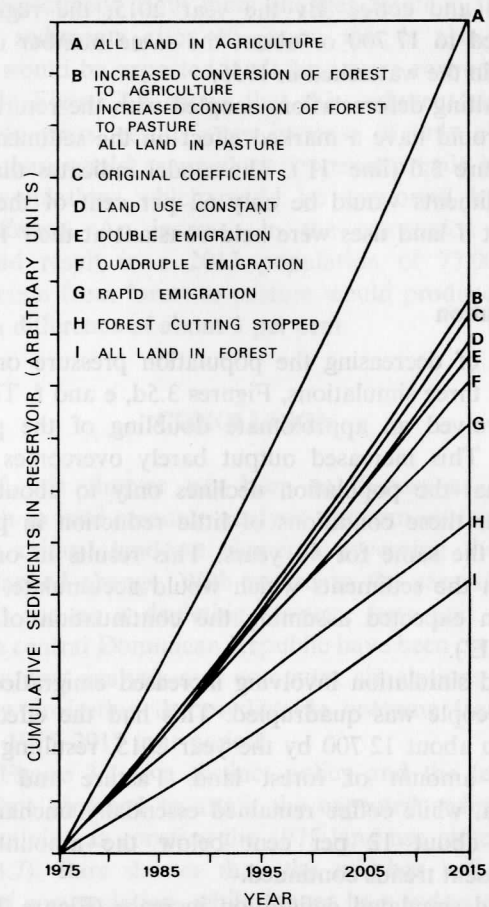 A
A ALL LAND IN AGRICULTURE
B INCREASED CONVERSION OF FOREST
TO AGRICULTURE
INCREASED CONVERSION OF FOREST
TO PASTURE
ALL LAND IN PASTURE
C ORIGINAL COEFFICIENTS
D LAND USE CONSTANT
E DOUBLE EMIGRATION
F QUADRUPLE EMIGRATION
G RAPID EMIGRATION
H FOREST CUTTING STOPPED
I ALL LAND IN FOREST
B
C
D
E
F
G
H
I
CUMULATIVE SEDIMENTS IN RESERVOIR (ARBITRARY UNITS)
1975 1985 1995 2005 2015
YEAR